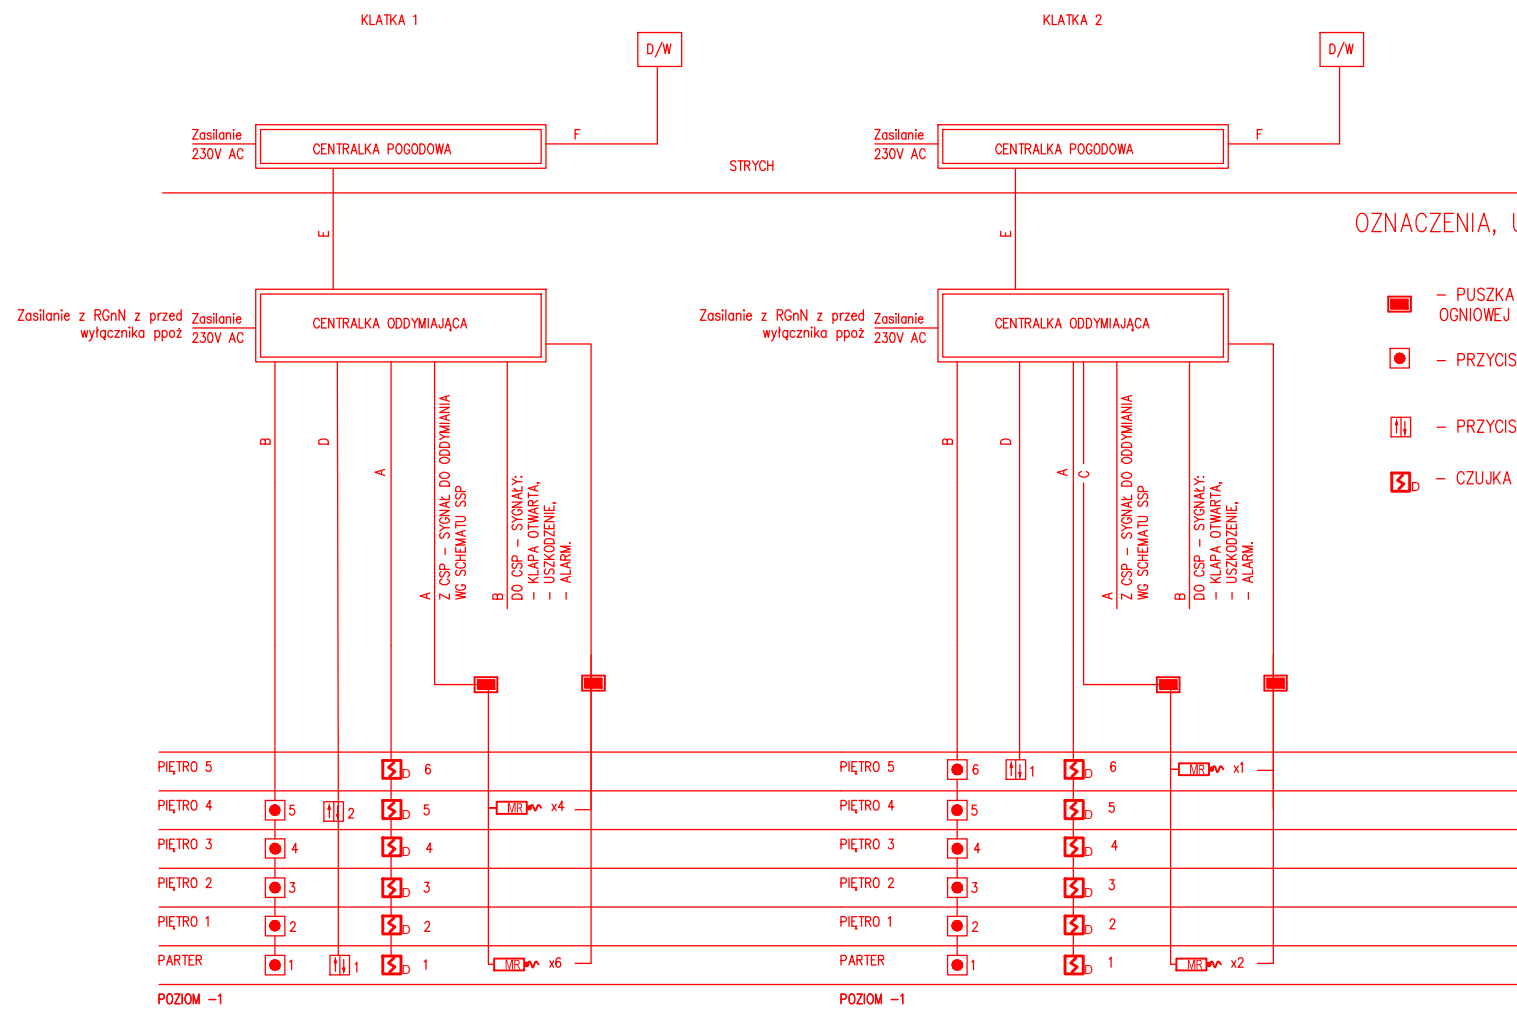 KLATKA 1
D/W
Zasilanie
230V AC
CENTRALKA POGODOWA
F
STRYCH
E
Zasilanie z RGnN z przed
wyłącznika ppoż
Zasilanie
230V AC
CENTRALKA ODDYMIAJĄCA
B
D
A
A
Z CSP – SYGNAŁ DO ODDYMIANIA
WG SCHEMATU SSP
B
DO CSP – SYGNAŁY:
– KLAPA OTWARTA,
– USZKODZENIE,
– ALARM.
PIĘTRO 5
D 6
PIĘTRO 4
5
2
D 5
MR x4
PIĘTRO 3
4
D 4
PIĘTRO 2
3
D 3
PIĘTRO 1
2
D 2
PARTER
1
1
D 1
MR x6
POZIOM –1
KLATKA 2
D/W
Zasilanie
230V AC
CENTRALKA POGODOWA
F
E
Zasilanie z RGnN z przed
wyłącznika ppoż
Zasilanie
230V AC
CENTRALKA ODDYMIAJĄCA
B
D
A
C
A
Z CSP – SYGNAŁ DO ODDYMIANIA
WG SCHEMATU SSP
B
DO CSP – SYGNAŁY:
– KLAPA OTWARTA,
– USZKODZENIE,
– ALARM.
PIĘTRO 5
6
1
D 6
MR x1
PIĘTRO 4
5
D 5
PIĘTRO 3
4
D 4
PIĘTRO 2
3
D 3
PIĘTRO 1
2
D 2
PARTER
1
D 1
MR x2
POZIOM –1
OZNACZENIA, U
– PUSZKA
OGNIOWEJ
– PRZYCIS
– PRZYCIS
D – CZUJKA